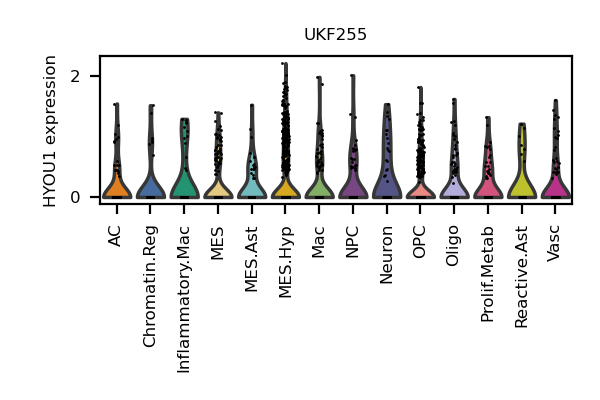 UKF255
HYOU1 expression
2
0
AC
Chromatin.Reg
Inflammatory.Mac
MES
MES.Ast
MES.Hyp
Mac
NPC
Neuron
OPC
Oligo
Prolif.Metab
Reactive.Ast
Vasc